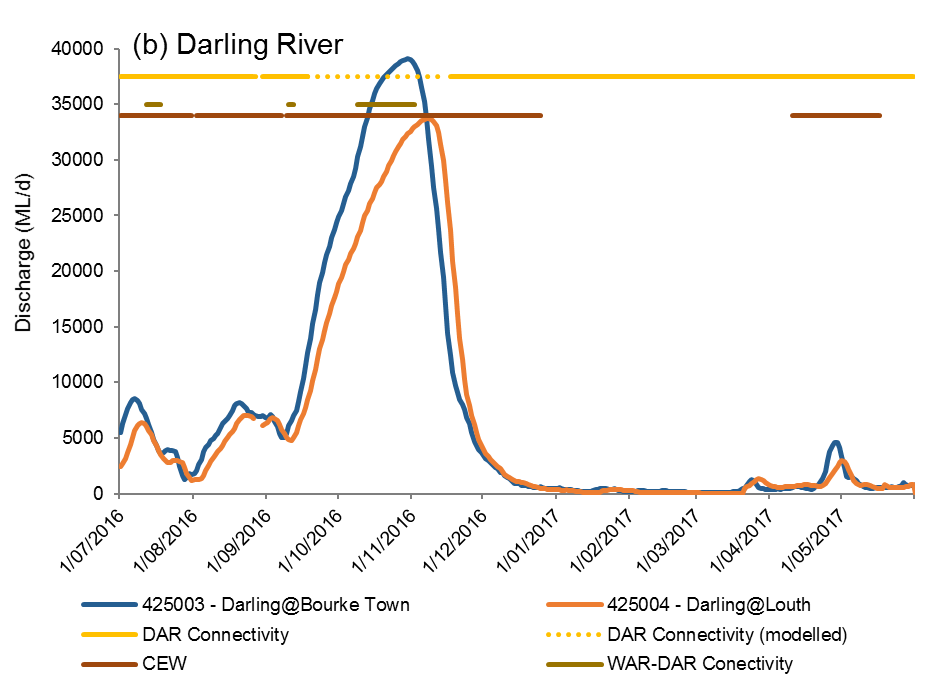 (b) Darling River
Discharge (ML/d)
40000
35000
30000
25000
20000
15000
10000
5000
0
1/07/2016
1/08/2016
1/09/2016
1/10/2016
1/11/2016
1/12/2016
1/01/2017
1/02/2017
1/03/2017
1/04/2017
1/05/2017
425003 - Darling@Bourke Town
425004 - Darling@Louth
DAR Connectivity
DAR Connectivity (modelled)
CEW
WAR-DAR Conectivity